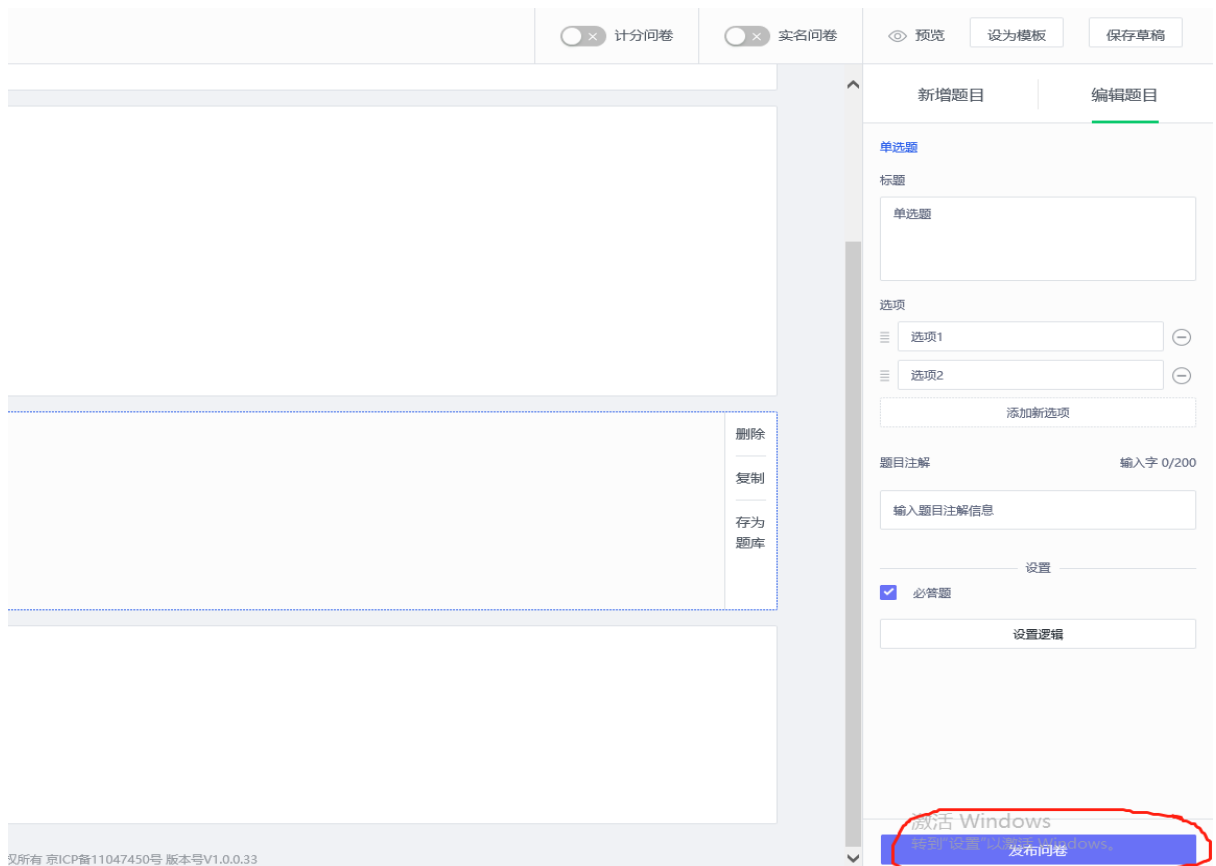 计分问卷
实名问卷
预览
设为模板
保存草稿
新增题目
编辑题目
单选题
标题
单选题
选项
选项1
选项2
添加新选项
题目注解
输入字 0/200
输入题目注解信息
设置
必答题
设置逻辑
删除
复制
存为
题库
激活 Windows
转到"设置"以激活 Windows。
发布问卷
权所有 京ICP备11047450号 版本号V1.0.0.33